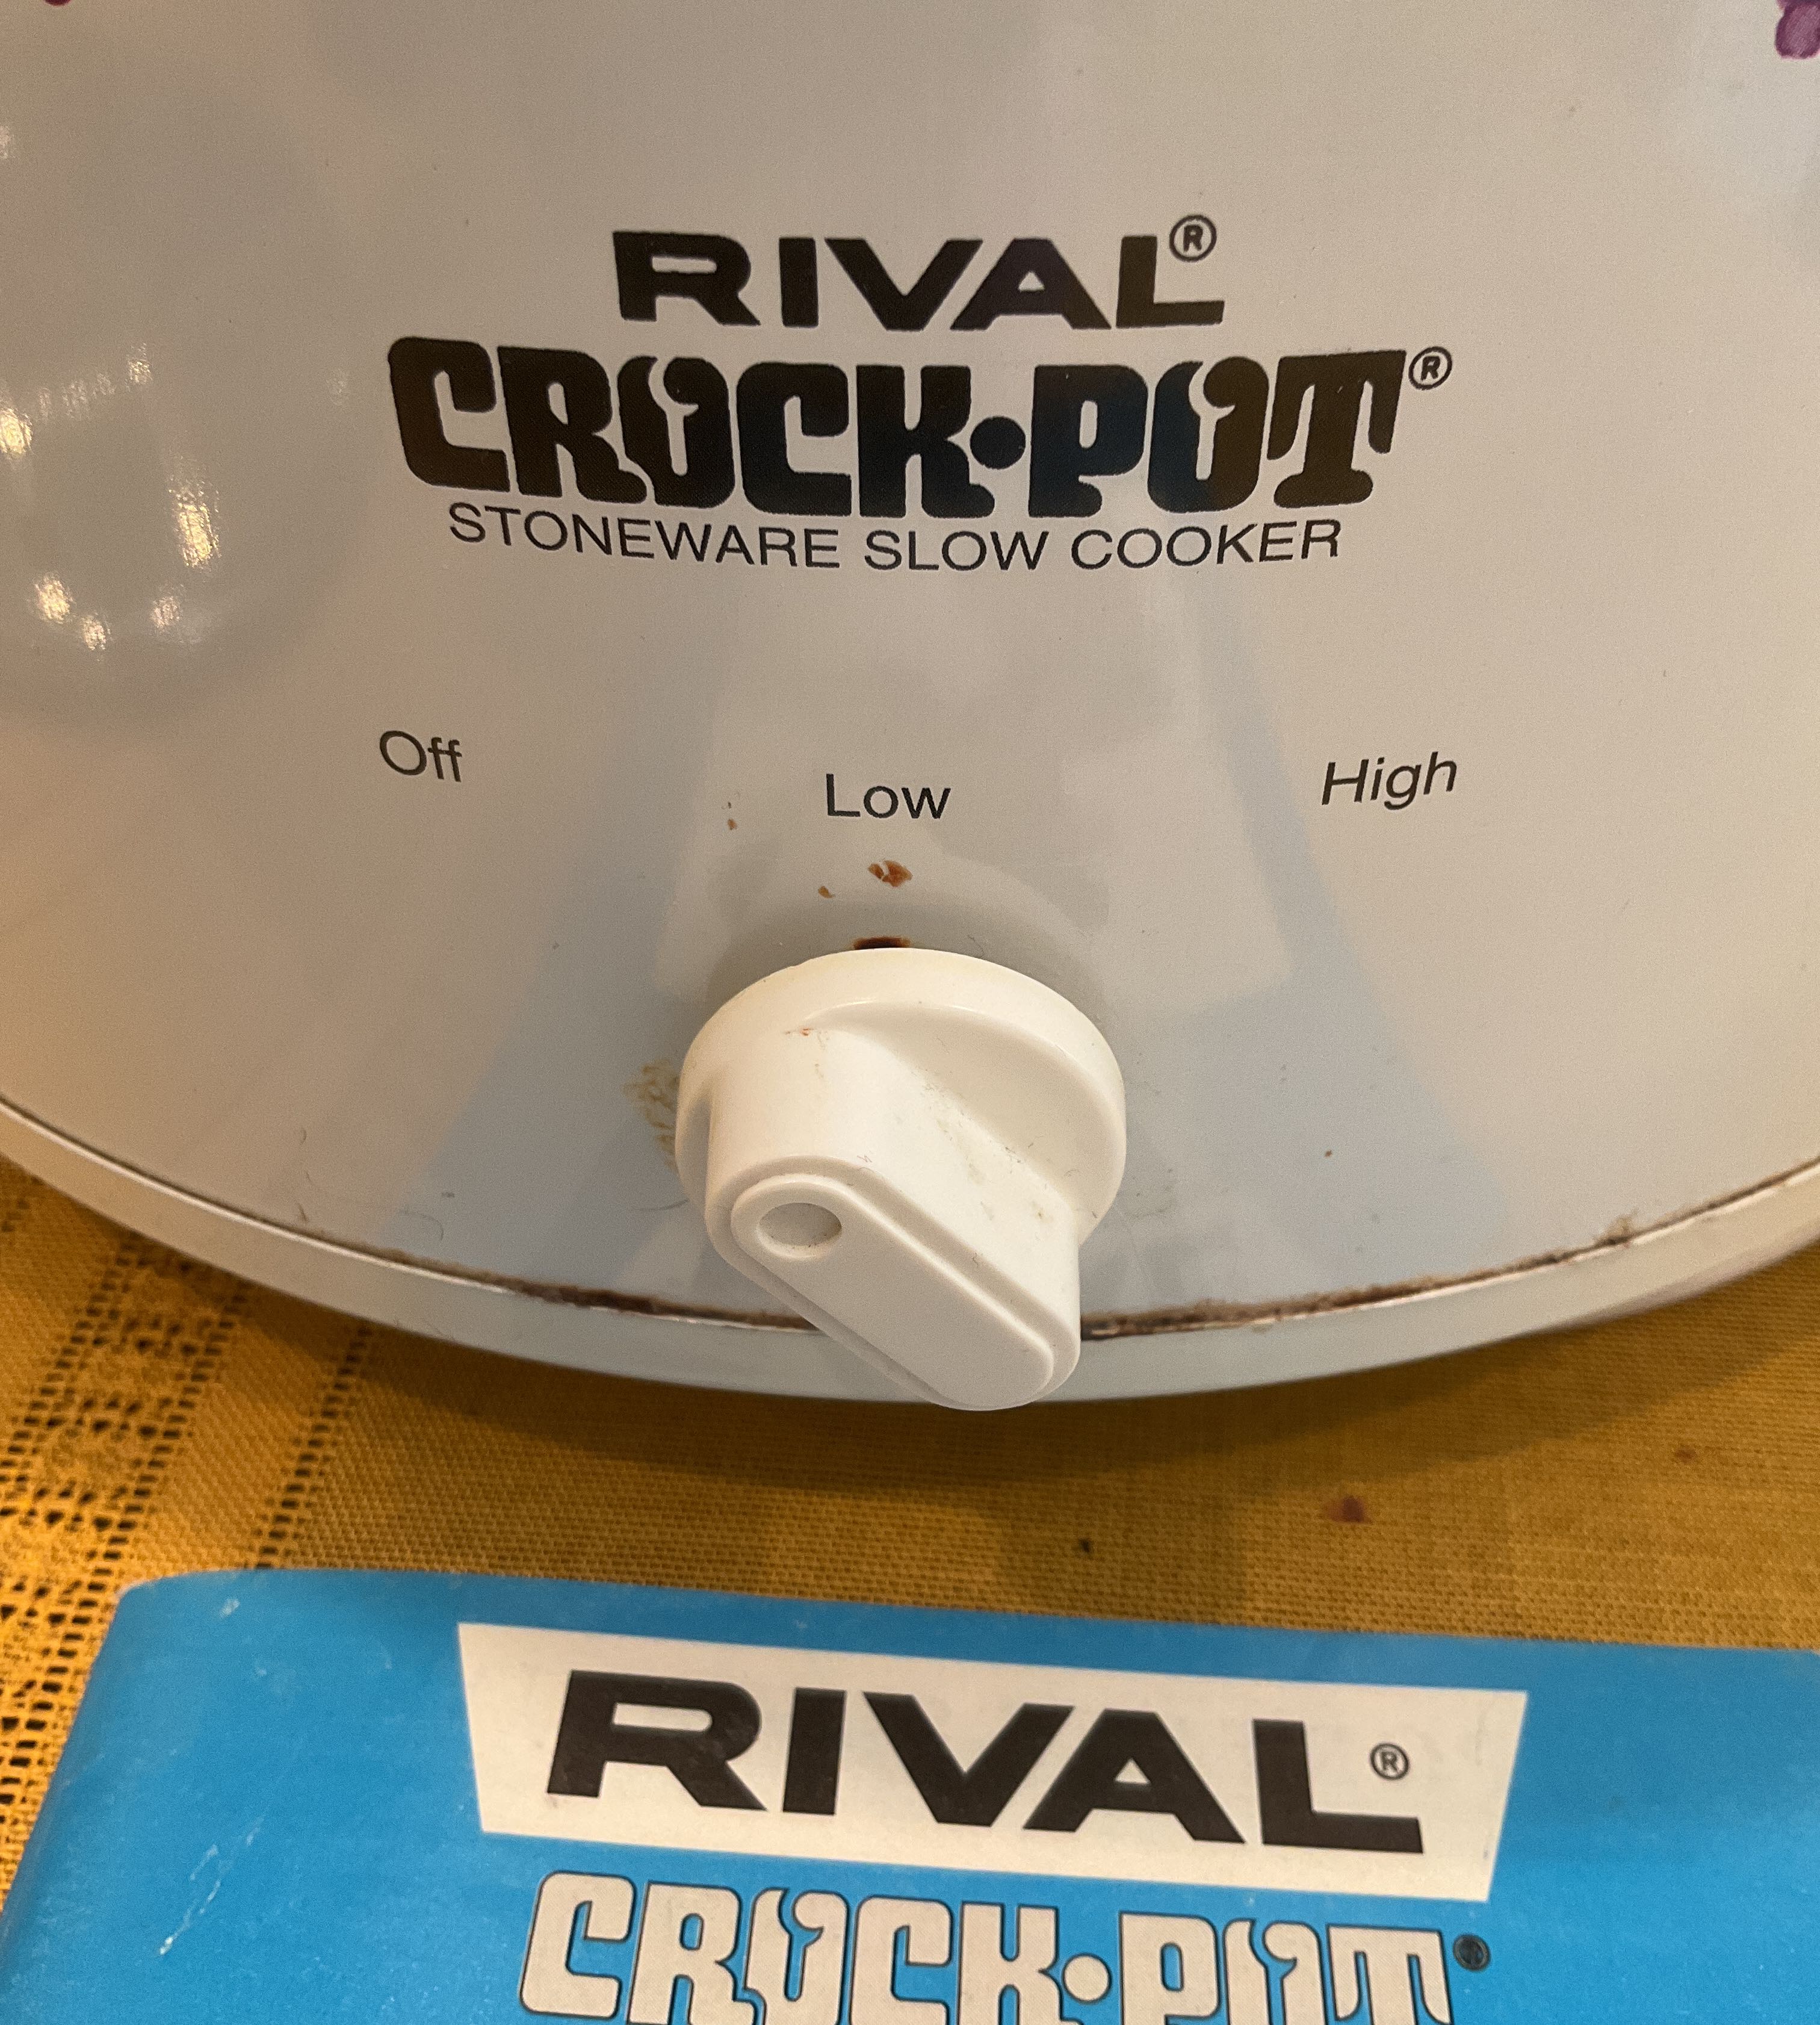 RIVAL®
CROCK·POT®
STONEWARE SLOW COOKER
Off Low High
RIVAL®
CROCK·POT®